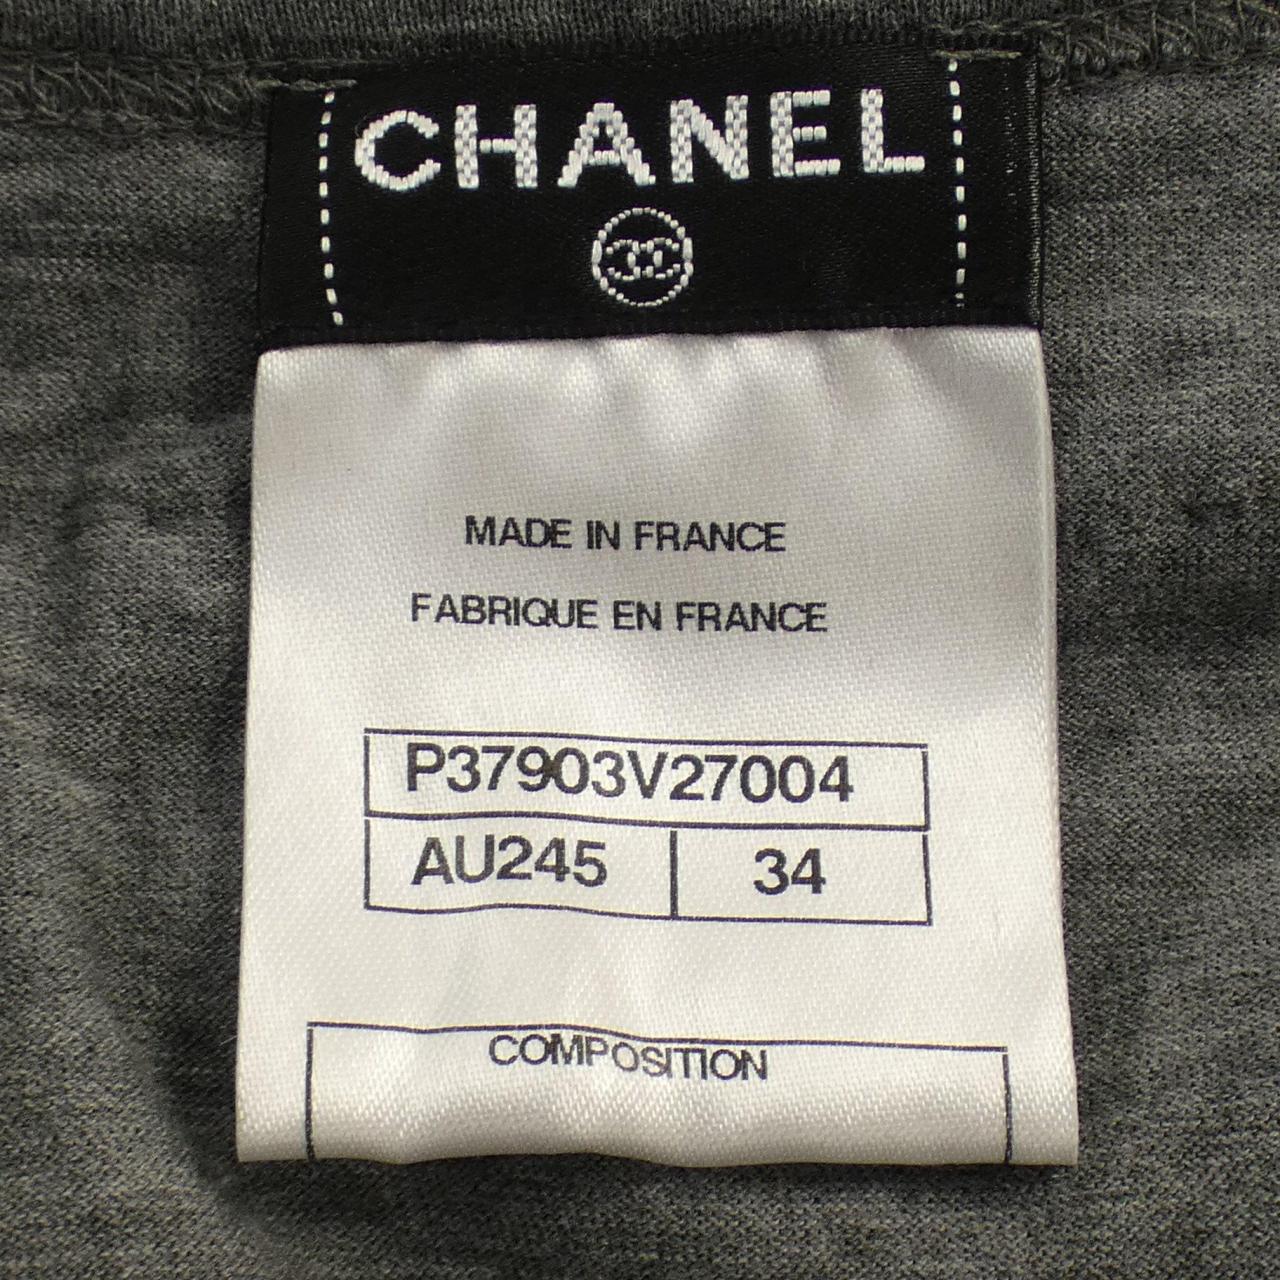 CHANEL
MADE IN FRANCE
FABRIQUE EN FRANCE
P37903V27004
AU245 34
COMPOSITION